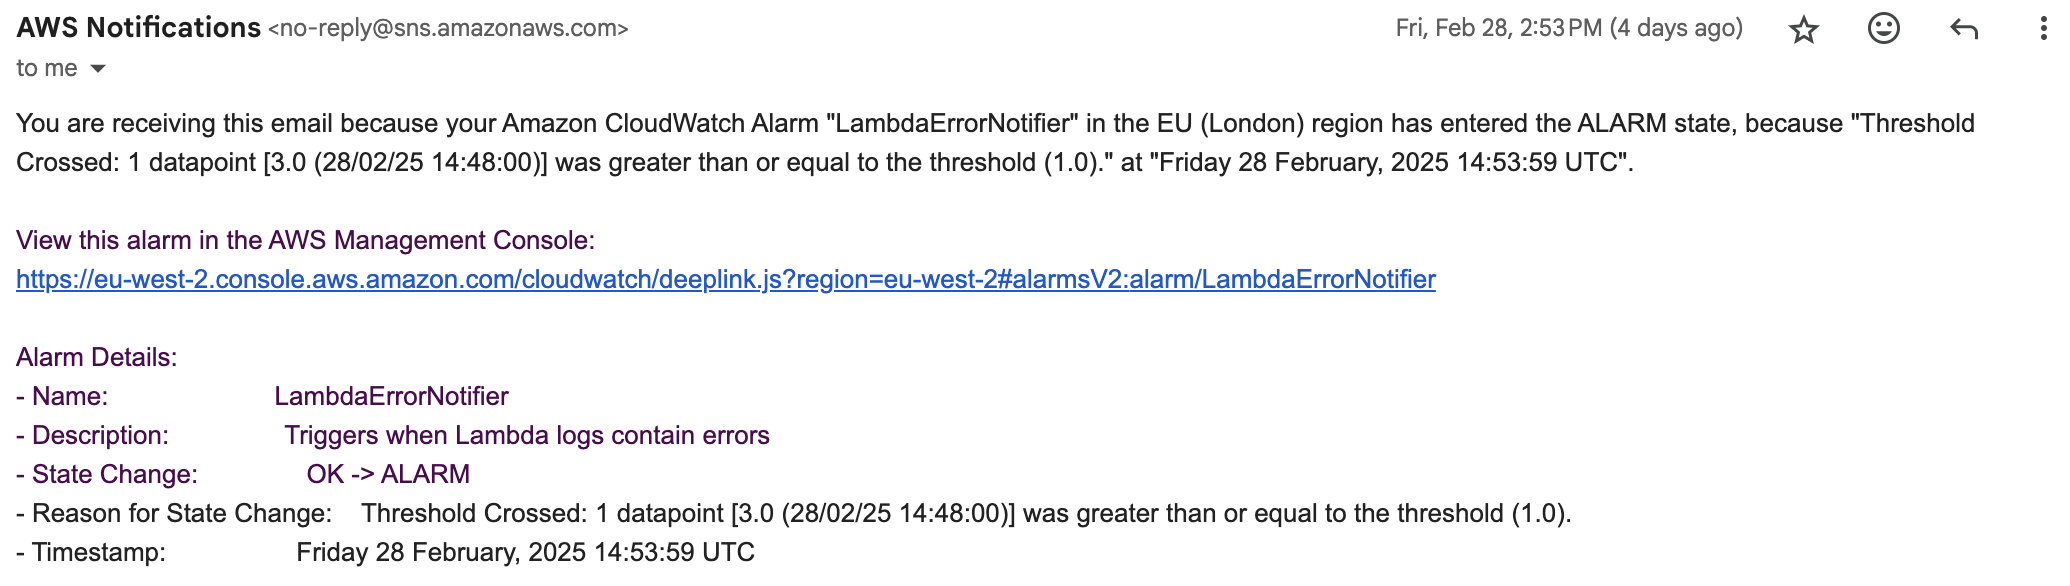 AWS Notifications <no-reply@sns.amazonaws.com> Fri, Feb 28, 2:53 PM (4 days ago)
to me
You are receiving this email because your Amazon CloudWatch Alarm "LambdaErrorNotifier" in the EU (London) region has entered the ALARM state, because "Threshold
Crossed: 1 datapoint [3.0 (28/02/25 14:48:00)] was greater than or equal to the threshold (1.0)." at "Friday 28 February, 2025 14:53:59 UTC".
View this alarm in the AWS Management Console:
https://eu-west-2.console.aws.amazon.com/cloudwatch/deeplink.js?region=eu-west-2#alarmsV2:alarm/LambdaErrorNotifier
Alarm Details:
- Name: LambdaErrorNotifier
- Description: Triggers when Lambda logs contain errors
- State Change: OK -> ALARM
- Reason for State Change: Threshold Crossed: 1 datapoint [3.0 (28/02/25 14:48:00)] was greater than or equal to the threshold (1.0).
- Timestamp: Friday 28 February, 2025 14:53:59 UTC